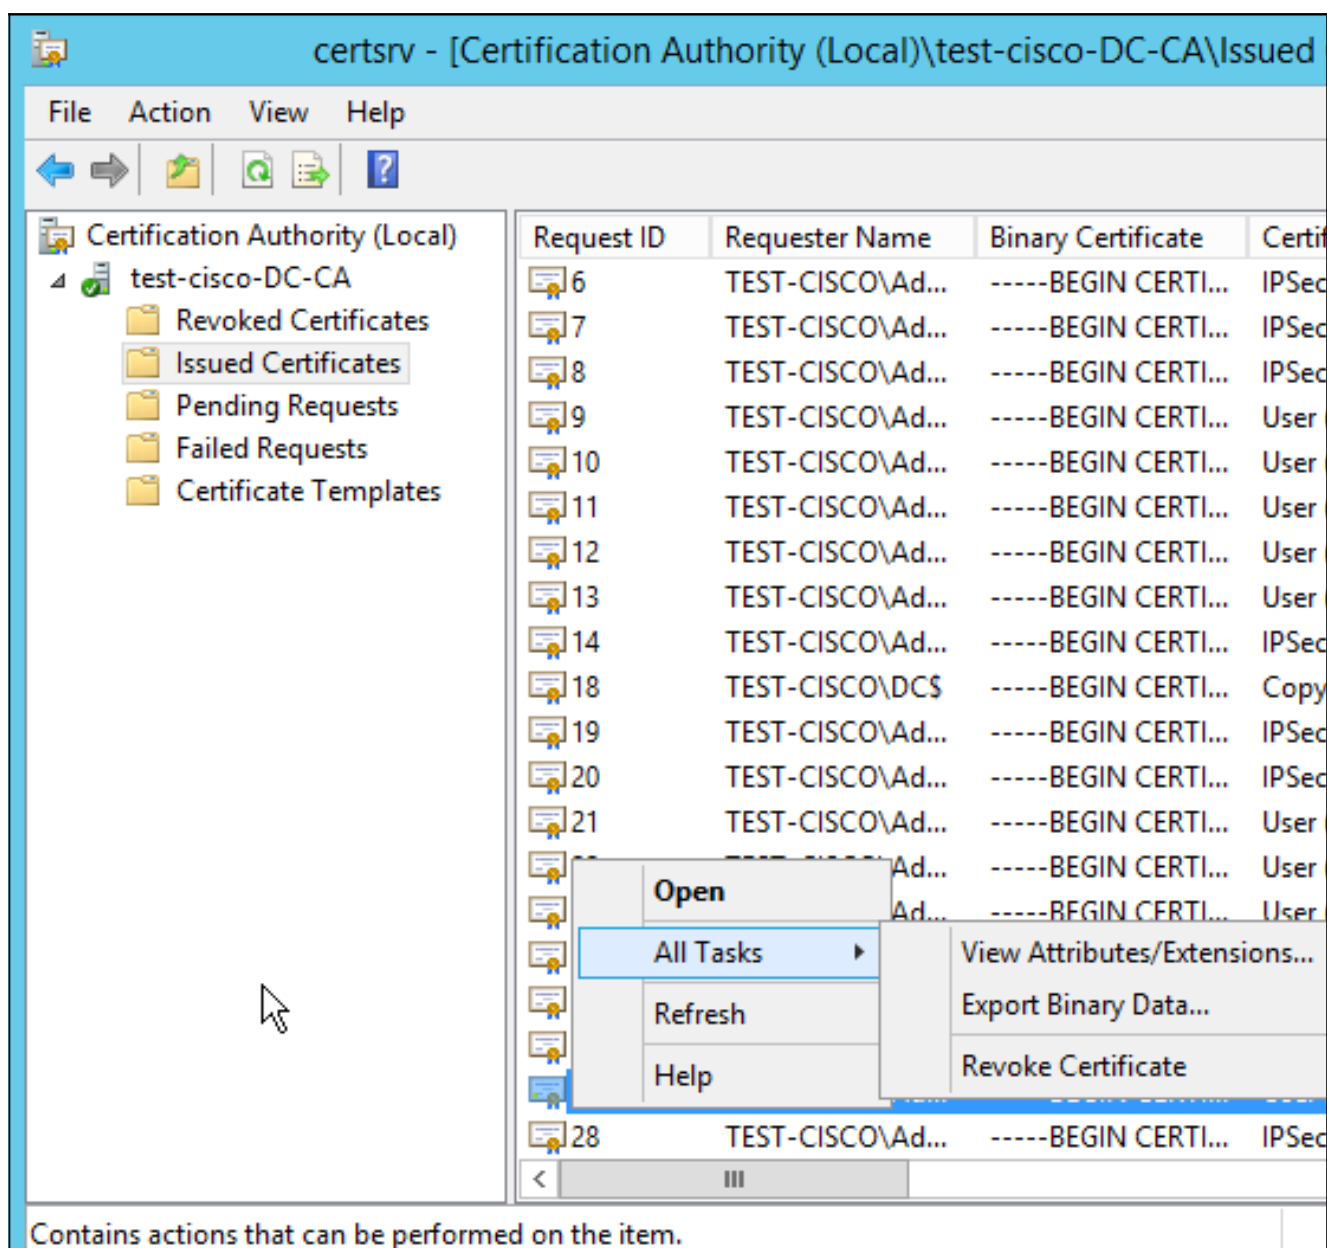 certsrv - [Certification Authority (Local)\test-cisco-DC-CA\Issued
File Action View Help
Certification Authority (Local)
test-cisco-DC-CA
Revoked Certificates
Issued Certificates
Pending Requests
Failed Requests
Certificate Templates
Request ID Requester Name Binary Certificate Certif
6 TEST-CISCO\Ad... -----BEGIN CERTI... IPSec
7 TEST-CISCO\Ad... -----BEGIN CERTI... IPSec
8 TEST-CISCO\Ad... -----BEGIN CERTI... IPSec
9 TEST-CISCO\Ad... -----BEGIN CERTI... User
10 TEST-CISCO\Ad... -----BEGIN CERTI... User
11 TEST-CISCO\Ad... -----BEGIN CERTI... User
12 TEST-CISCO\Ad... -----BEGIN CERTI... User
13 TEST-CISCO\Ad... -----BEGIN CERTI... User
14 TEST-CISCO\Ad... -----BEGIN CERTI... IPSec
18 TEST-CISCO\DC$ -----BEGIN CERTI... Copy
19 TEST-CISCO\Ad... -----BEGIN CERTI... IPSec
20 TEST-CISCO\Ad... -----BEGIN CERTI... IPSec
21 TEST-CISCO\Ad... -----BEGIN CERTI... User
Ad... -----BEGIN CERTI... User
Ad... -----BEGIN CERTI... User
Open
All Tasks
Refresh
Help
View Attributes/Extensions...
Export Binary Data...
Revoke Certificate
28 TEST-CISCO\Ad... -----BEGIN CERTI... IPSec
Contains actions that can be performed on the item.